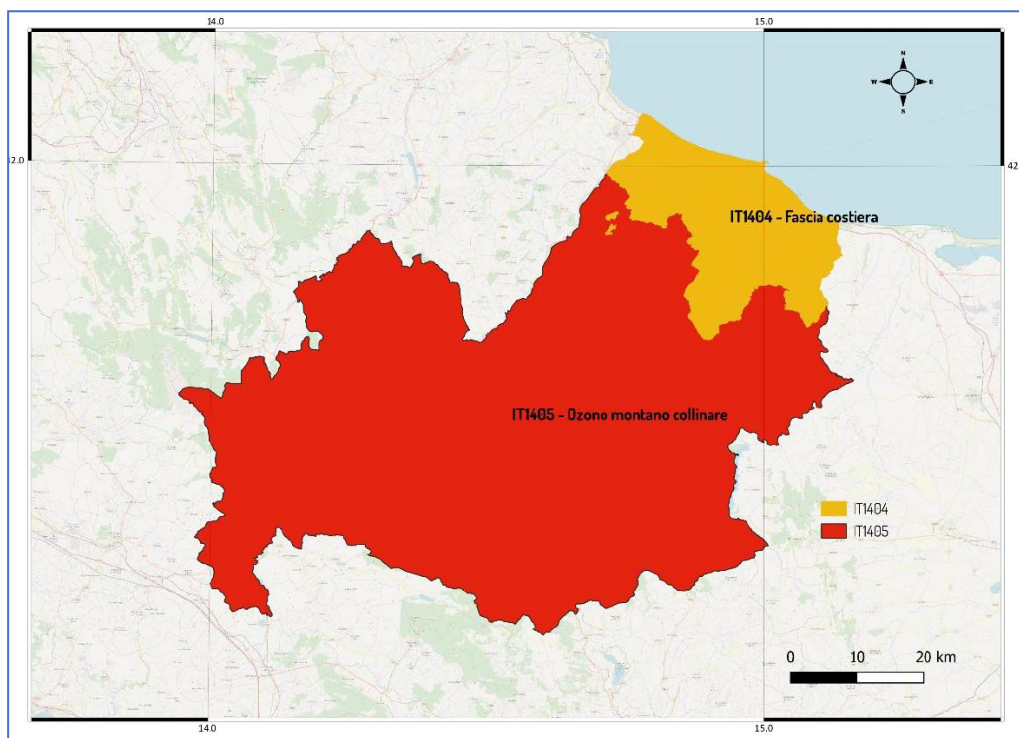 14.0
15.0
N
W
E
S
42.0
42.
IT1404 - Fascia costiera
IT1405 - Ozono montano collinare
IT1404
IT1405
0
10
20 km
14.0
15.0